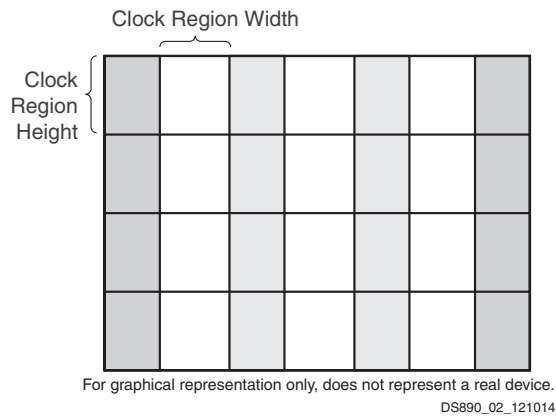 Clock Region Width
Clock
Region
Height
For graphical representation only, does not represent a real device.
DS890_02_121014